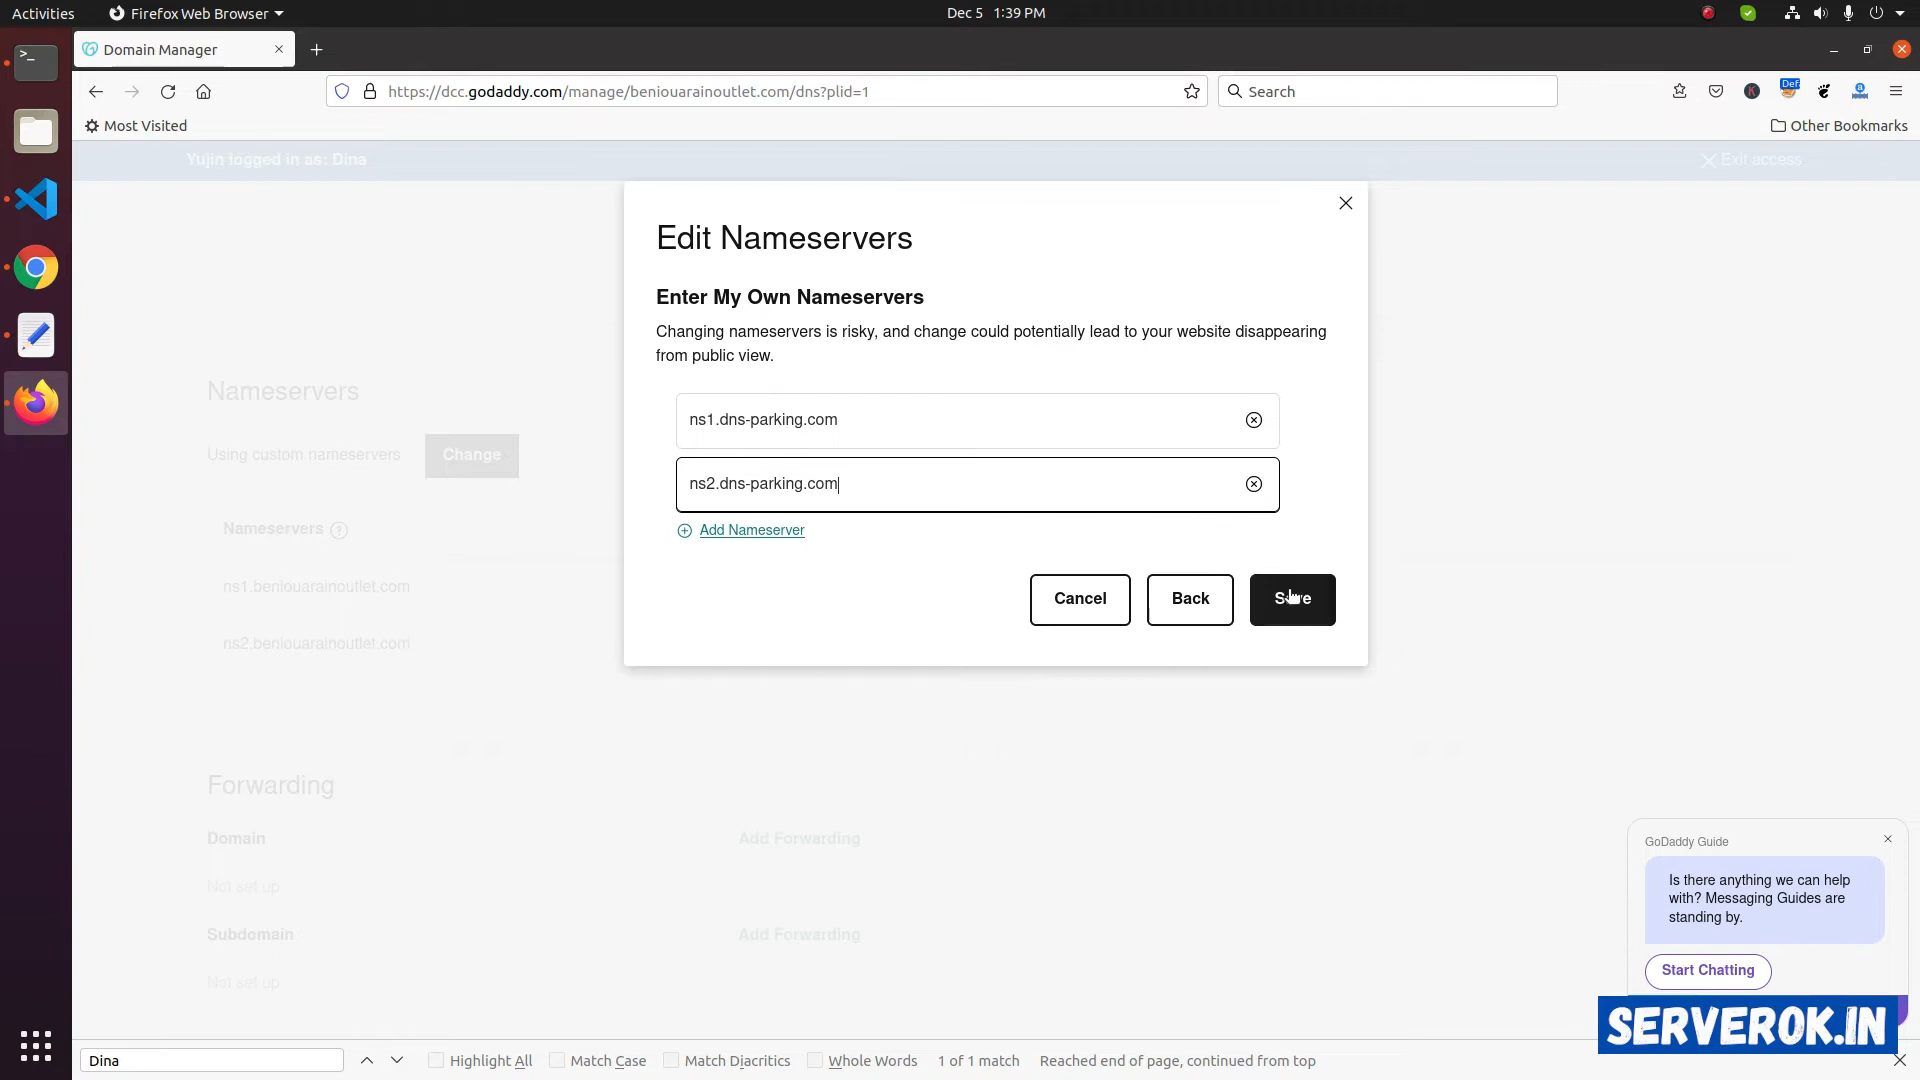 Activities
Firefox Web Browser
Dec 5 1:39 PM
>_
Domain Manager
https://dcc.godaddy.com/manage/beniouarainoutlet.com/dns?plid=1
Search
Def
Most Visited
Other Bookmarks
Yujin logged in as: Dina
Exit access
Edit Nameservers
Enter My Own Nameservers
Changing nameservers is risky, and change could potentially lead to your website disappearing
from public view.
ns1.dns-parking.com
ns2.dns-parking.com
Add Nameserver
Cancel
Back
Save
Nameservers
Using custom nameservers
Change
Nameservers
ns1.beniouarainoutlet.com
ns2.beniouarainoutlet.com
Forwarding
Domain
Add Forwarding
Not set up
Subdomain
Add Forwarding
Not set up
GoDaddy Guide
Is there anything we can help
with? Messaging Guides are
standing by.
Start Chatting
SERVEROK.IN
Dina
Highlight All
Match Case
Match Diacritics
Whole Words
1 of 1 match
Reached end of page, continued from top